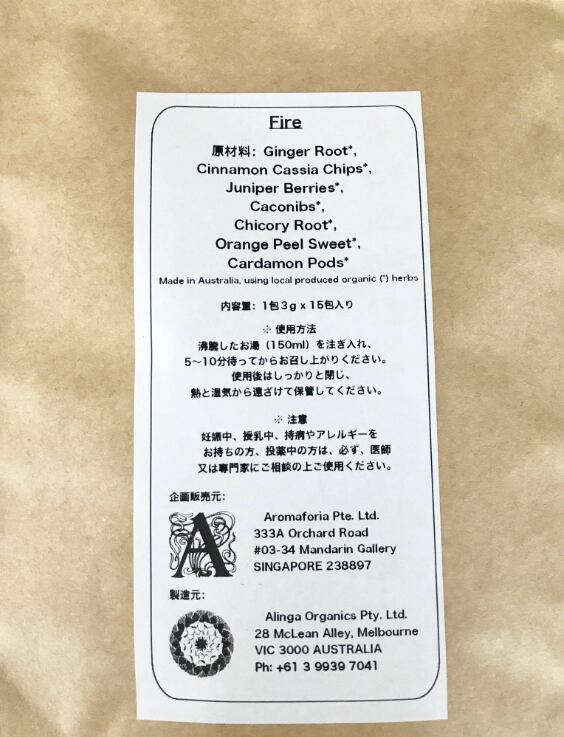 Fire
原材料: Ginger Root*,
Cinnamon Cassia Chips*,
Juniper Berries*,
Caconibs*,
Chicory Root*,
Orange Peel Sweet*,
Cardamon Pods*
Made in Australia, using local produced organic (*) herbs
内容量: 1包3g x 15包入り
※ 使用方法
沸騰したお湯（150ml）を注ぎ入れ、
5〜10分待ってからお召し上がりください。
使用後はしっかりと閉じ、
熱と湿気から遠ざけて保管してください。
※ 注意
妊娠中、授乳中、持病やアレルギーを
お持ちの方、投薬中の方は、必ず、医師
又は専門家にご相談の上ご使用ください。
企画販売元:
A
Aromaforia Pte. Ltd.
333A Orchard Road
#03-34 Mandarin Gallery
SINGAPORE 238897
製造元:
Alinga Organics Pty. Ltd.
28 McLean Alley, Melbourne
VIC 3000 AUSTRALIA
Ph: +61 3 9939 7041